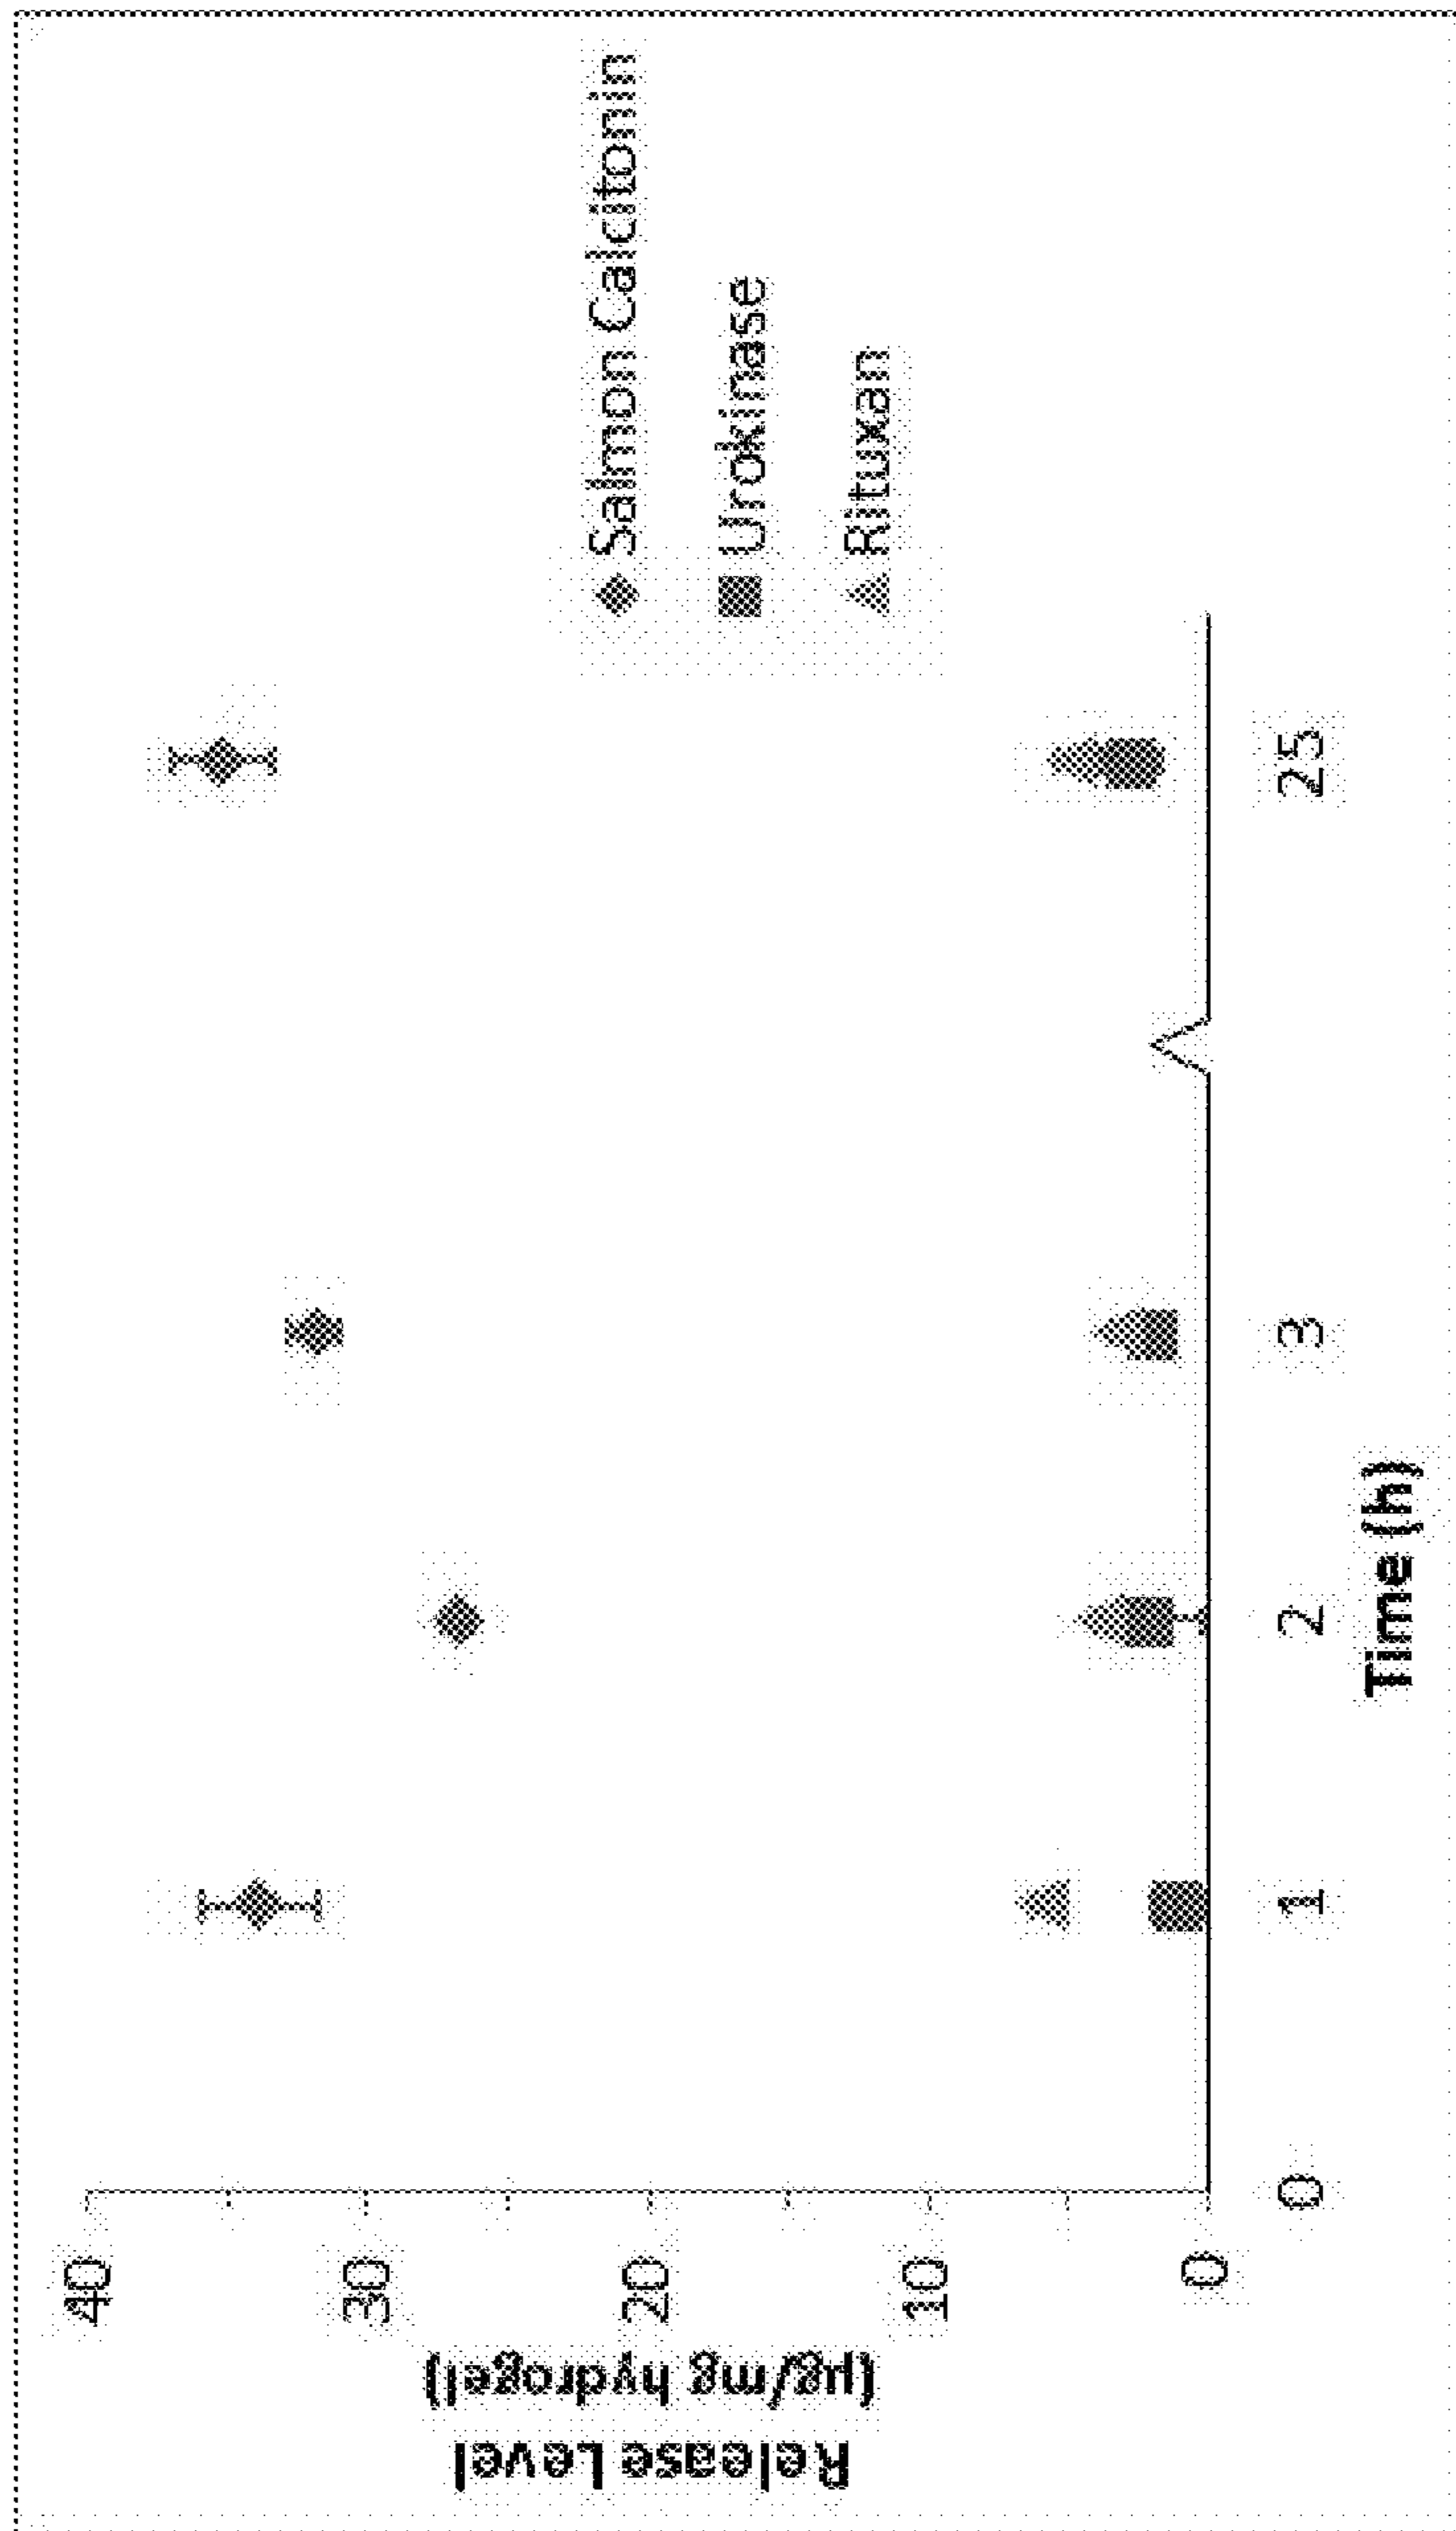 Release Level
(µg/mg hydrogel)
40
30
20
10
0
0
1
2
3
25
Time (h)
Salmon Calcitonin
Urokinase
Rituxan